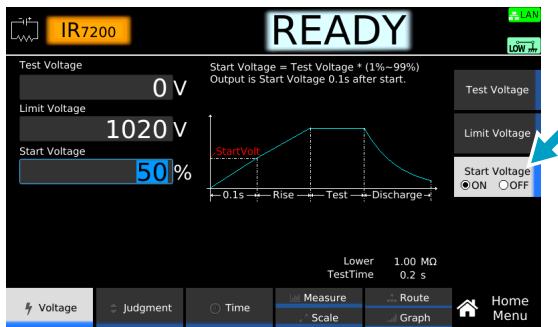 IR7200
READY
LAN
LOW
Test Voltage
0 V
Limit Voltage
1020 V
Start Voltage
50 %
Start Voltage = Test Voltage * (1%~99%)
Output is Start Voltage 0.1s after start.
StartVolt
0.1s
Rise
Test
Discharge
Lower 1.00 MΩ
TestTime 0.2 s
Test Voltage
Limit Voltage
Start Voltage
ON OFF
Voltage
Judgment
Time
Measure
Scale
Route
Graph
Home
Menu